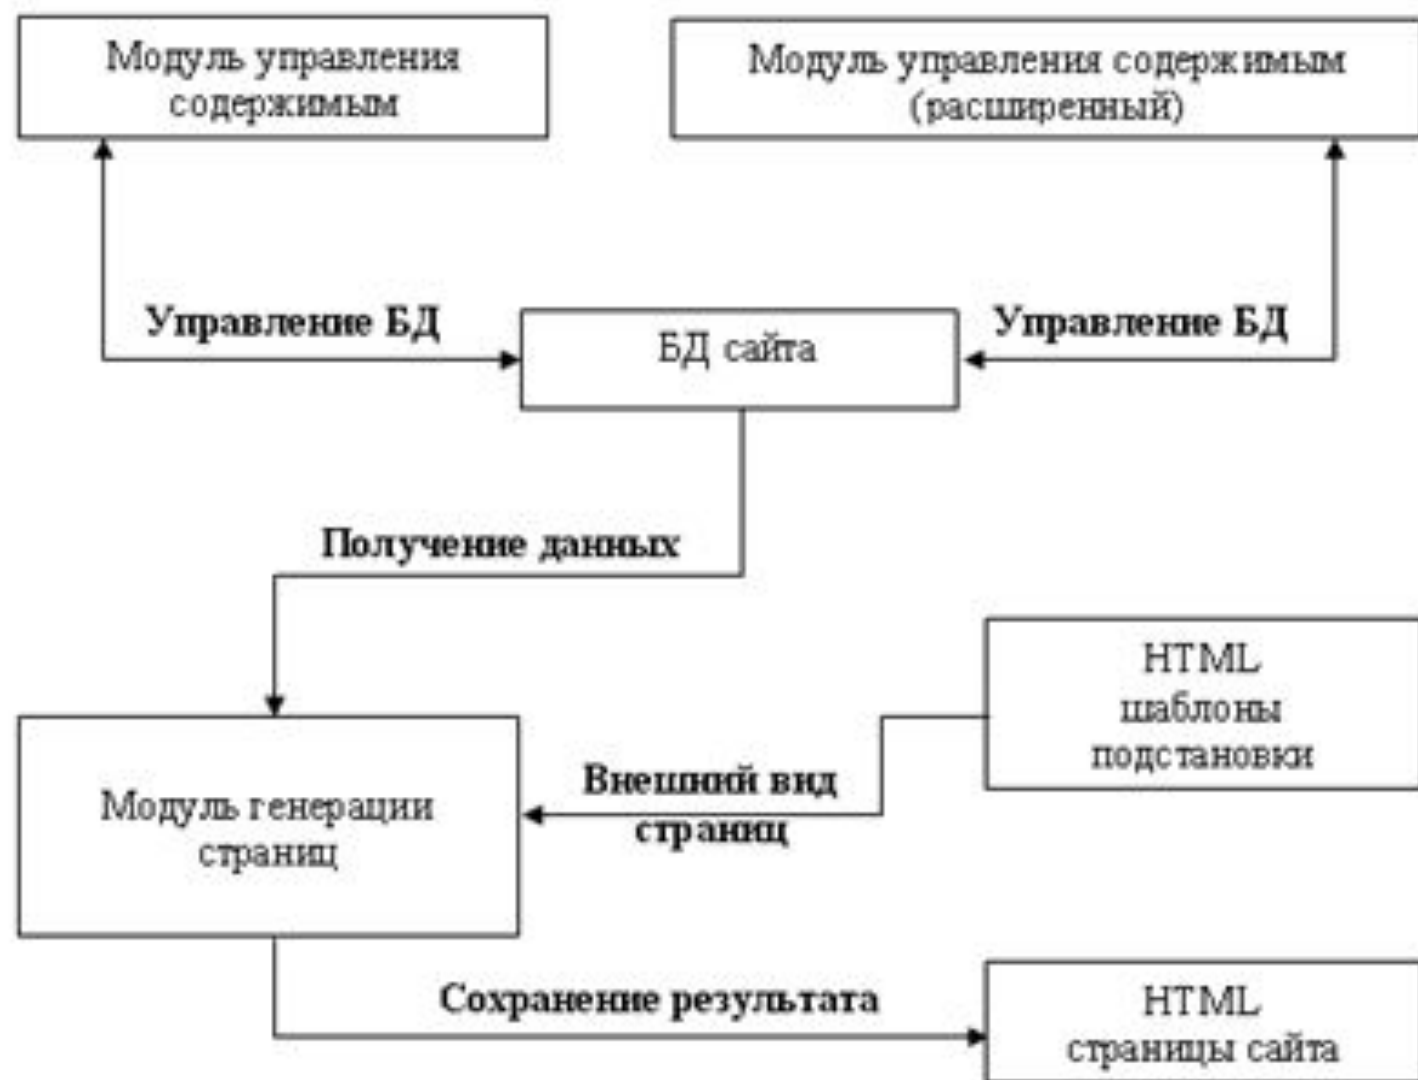 Модуль управления
содержимым
Модуль управления содержимым
(расширенный)
Управление БД
БД сайта
Управление БД
Получение данных
HTML
шаблоны
подстановки
Внешний вид
страниц
Модуль генерации
страниц
Сохранение результата
HTML
страницы сайта